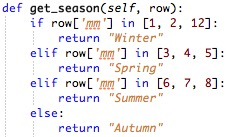 def get_season(self, row):
    if row['mm'] in [1, 2, 12]:
        return "Winter"
    elif row['mm'] in [3, 4, 5]:
        return "Spring"
    elif row['mm'] in [6, 7, 8]:
        return "Summer"
    else:
        return "Autumn"